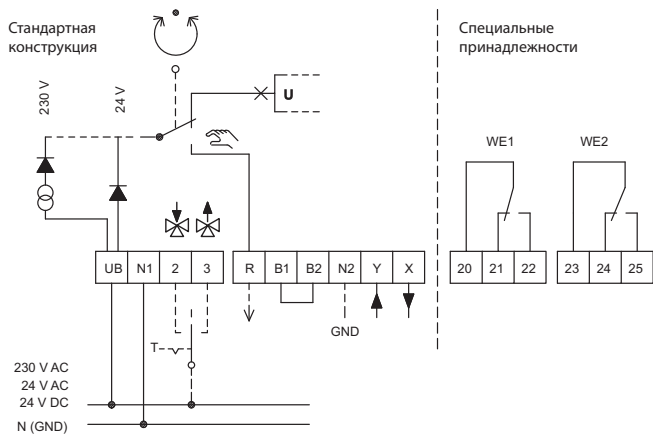 Стандартная
конструкция
Специальные
принадлежности
230 V
24 V
U
WE1
WE2
UB N1 2 3 R B1 B2 N2 Y X
20 21 22 23 24 25
GND
T
230 V AC
24 V AC
24 V DC
N (GND)